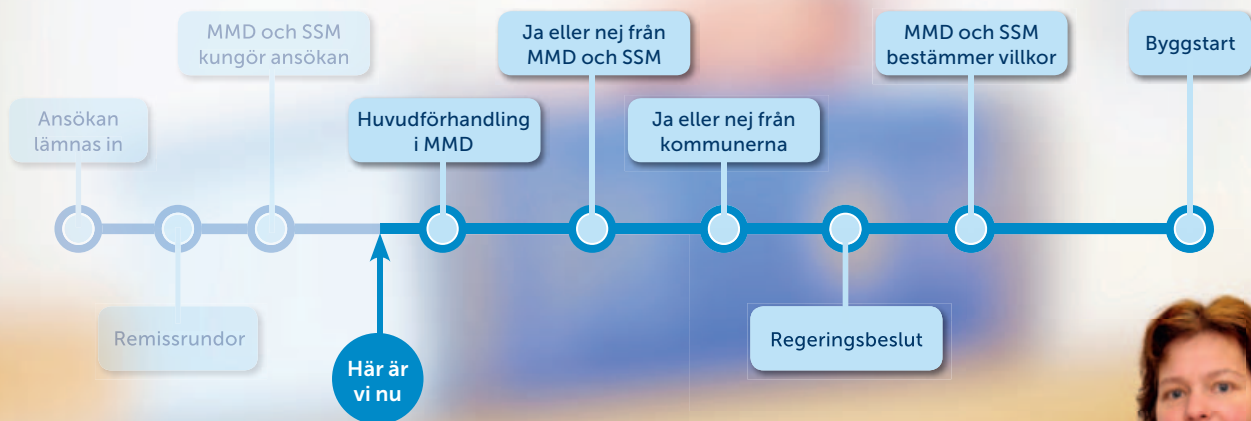 Ansökan
lämnas in
Remissrundor
MMD och SSM
kungör ansökan
Här är
vi nu
Huvudförhandling
i MMD
Ja eller nej från
MMD och SSM
Ja eller nej från
kommunerna
Regeringsbeslut
MMD och SSM
bestämmer villkor
Byggstart